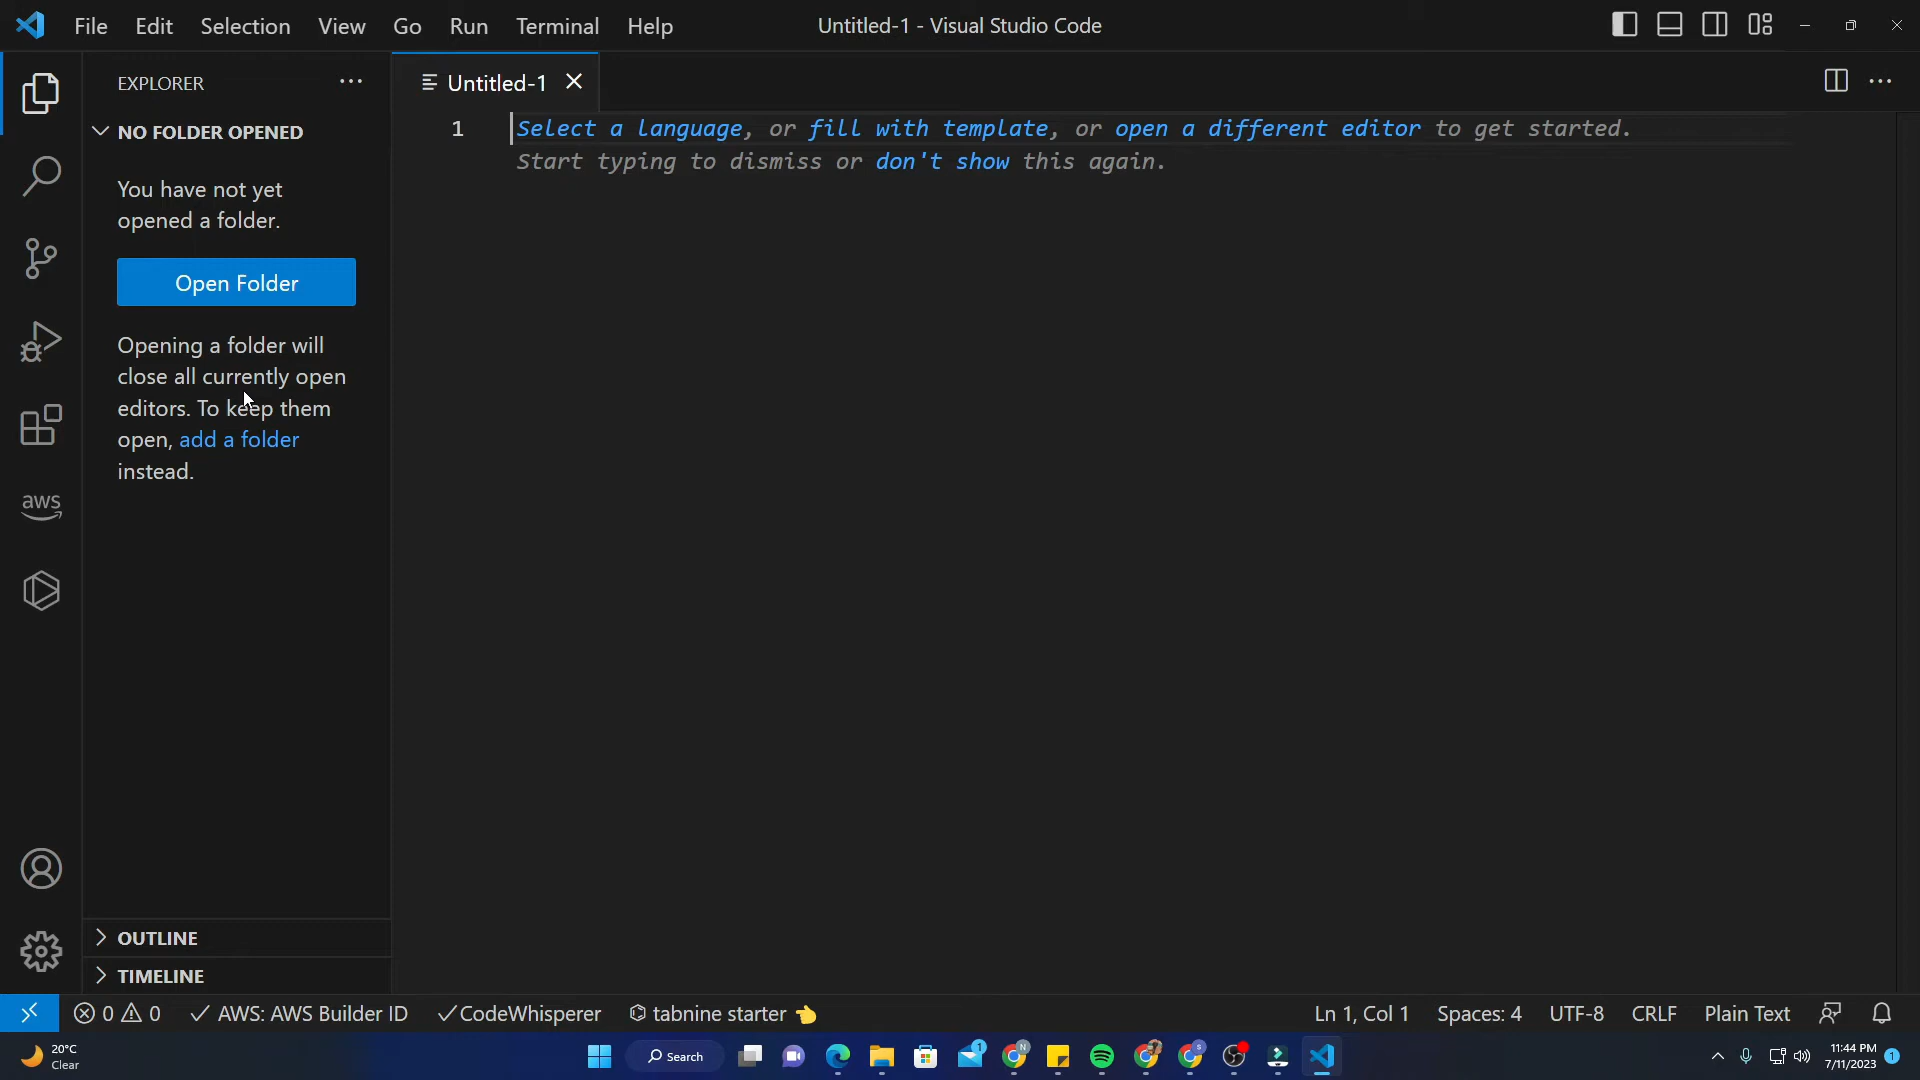 File Edit Selection View Go Run Terminal Help
Untitled-1 - Visual Studio Code
EXPLORER
NO FOLDER OPENED
You have not yet
opened a folder.
Open Folder
Opening a folder will
close all currently open
editors. To keep them
open, add a folder
instead.
OUTLINE
TIMELINE
aws
Untitled-1
1
Select a language, or fill with template, or open a different editor to get started.
Start typing to dismiss or don't show this again.
0 0 AWS: AWS Builder ID CodeWhisperer tabnine starter
Ln 1, Col 1 Spaces: 4 UTF-8 CRLF Plain Text
20°C
Clear
Search
1
N
S
11:44 PM
7/11/2023
1